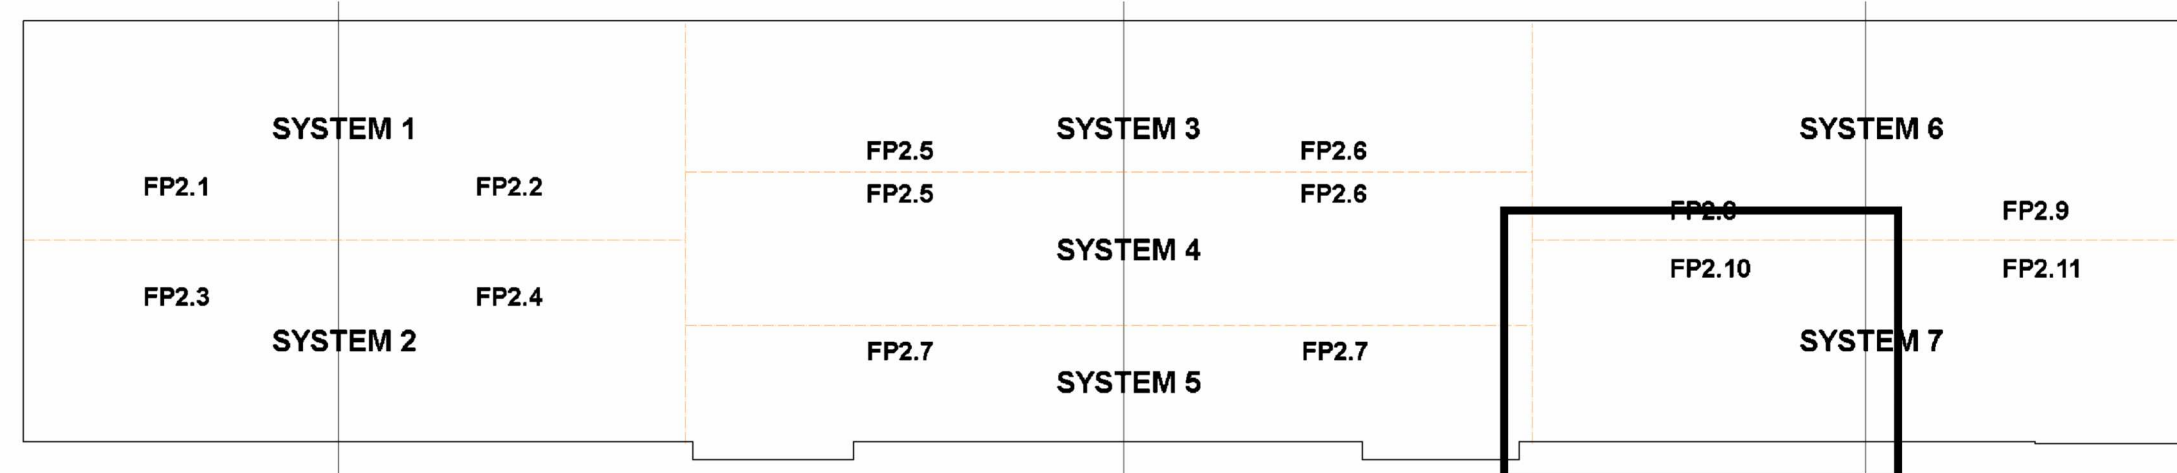 SYSTEM 1
SYSTEM 3
SYSTEM 6
FP2.5
FP2.6
FP2.1
FP2.2
FP2.5
FP2.6
FP2.8
FP2.9
SYSTEM 4
FP2.10
FP2.11
FP2.3
FP2.4
SYSTEM 2
FP2.7
FP2.7
SYSTEM 7
SYSTEM 5